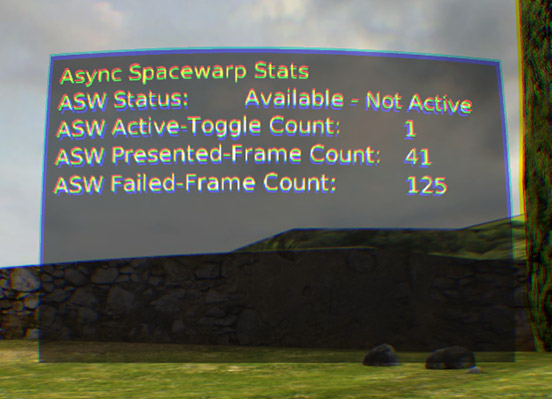 Async Spacewarp Stats
ASW Status: Available - Not Active
ASW Active-Toggle Count: 1
ASW Presented-Frame Count: 41
ASW Failed-Frame Count: 125